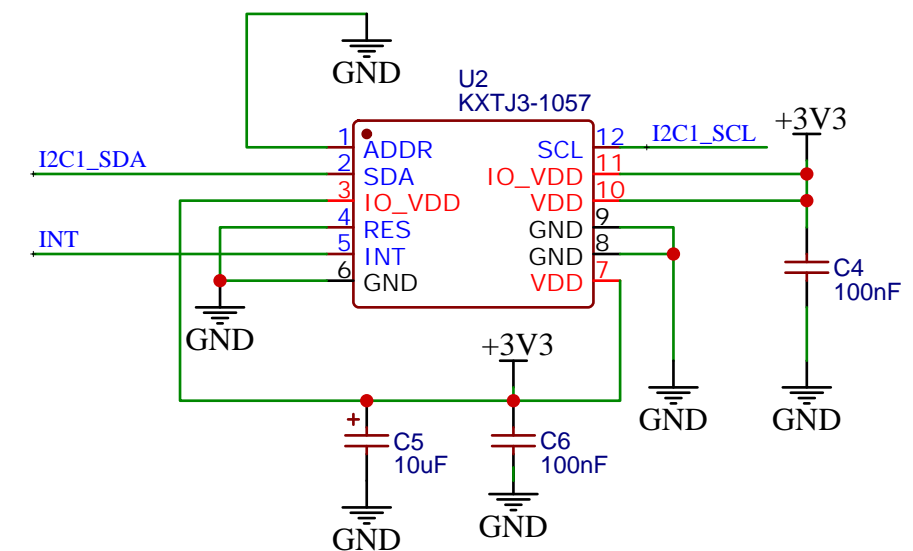 GND
U2
KXTJ3-1057
+3V3
1
ADDR
SCL
12
I2C1_SCL
I2C1_SDA
2
SDA
IO_VDD
11
3
IO_VDD
VDD
10
4
RES
GND
9
INT
5
INT
GND
8
6
GND
VDD
7
C4
100nF
GND
+3V3
GND
GND
+
C5
10uF
C6
100nF
GND
GND